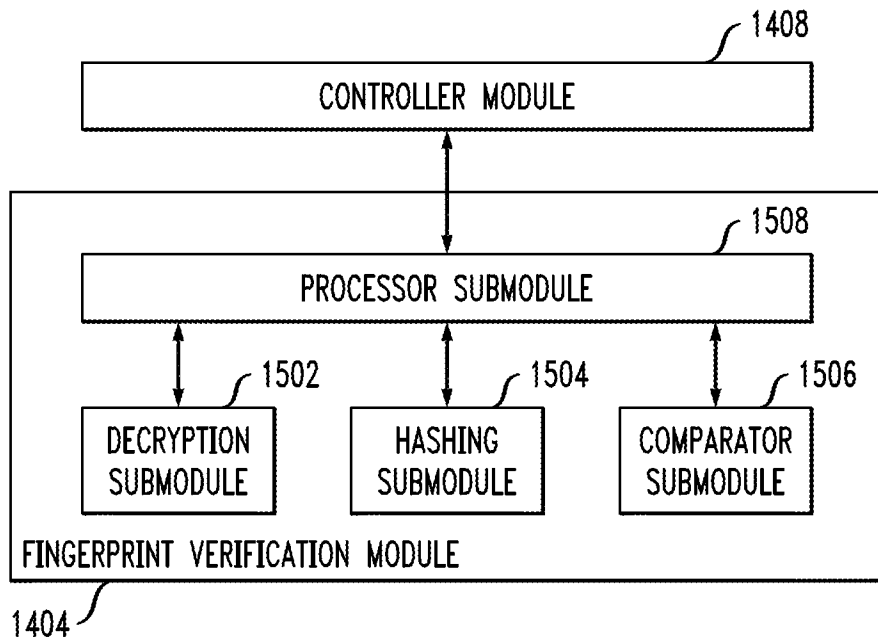 1408
CONTROLLER MODULE
1508
PROCESSOR SUBMODULE
1502
1504
1506
DECRYPTION
SUBMODULE
HASHING
SUBMODULE
COMPARATOR
SUBMODULE
FINGERPRINT VERIFICATION MODULE
1404